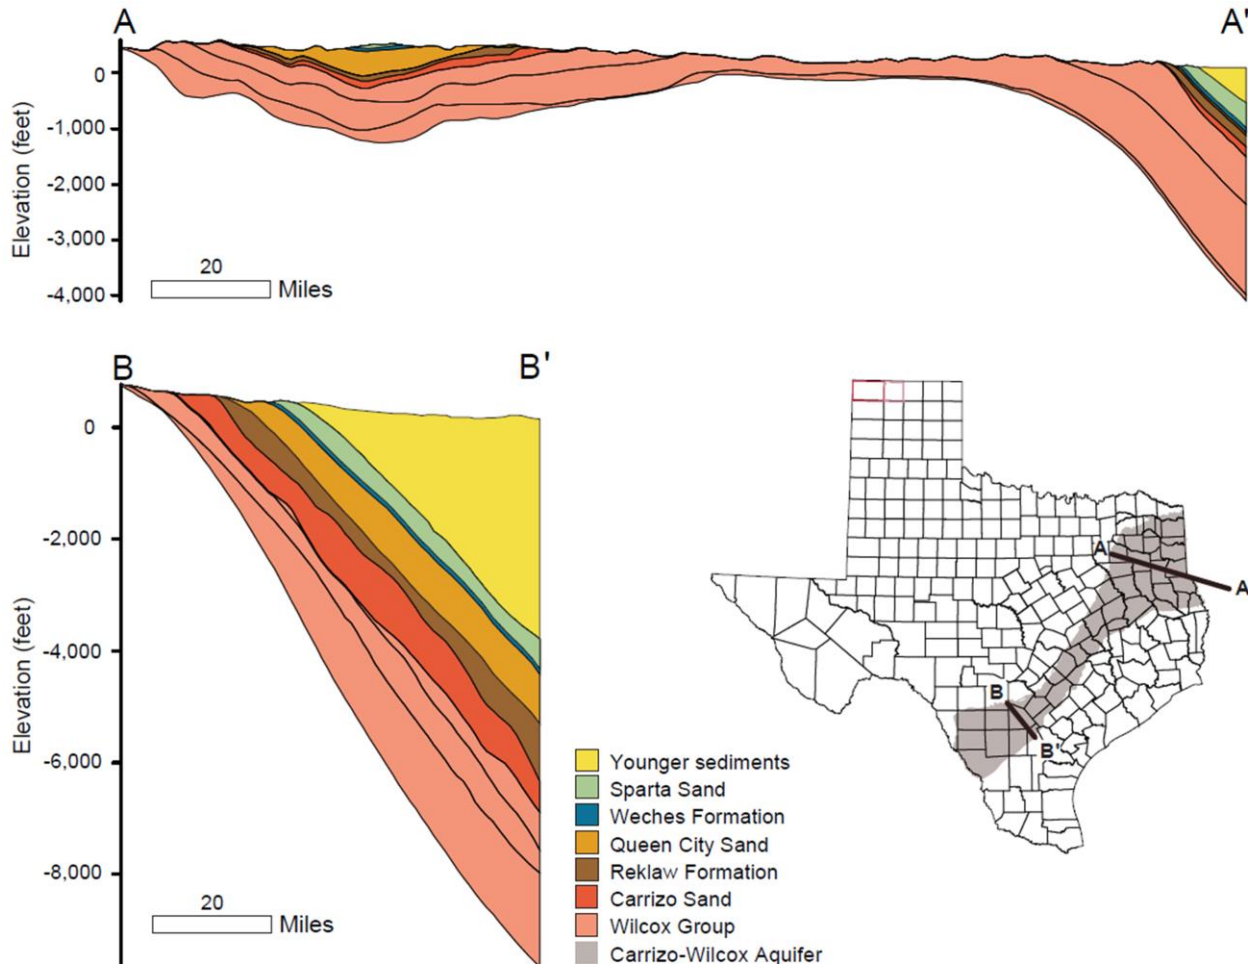 A
A'
Elevation (feet)
0
-1,000
-2,000
-3,000
-4,000
20
Miles
B
B'
Elevation (feet)
0
-2,000
-4,000
-6,000
-8,000
20
Miles
Younger sediments
Sparta Sand
Weches Formation
Queen City Sand
Reklaw Formation
Carrizo Sand
Wilcox Group
Carrizo-Wilcox Aquifer
A
A
B
B'